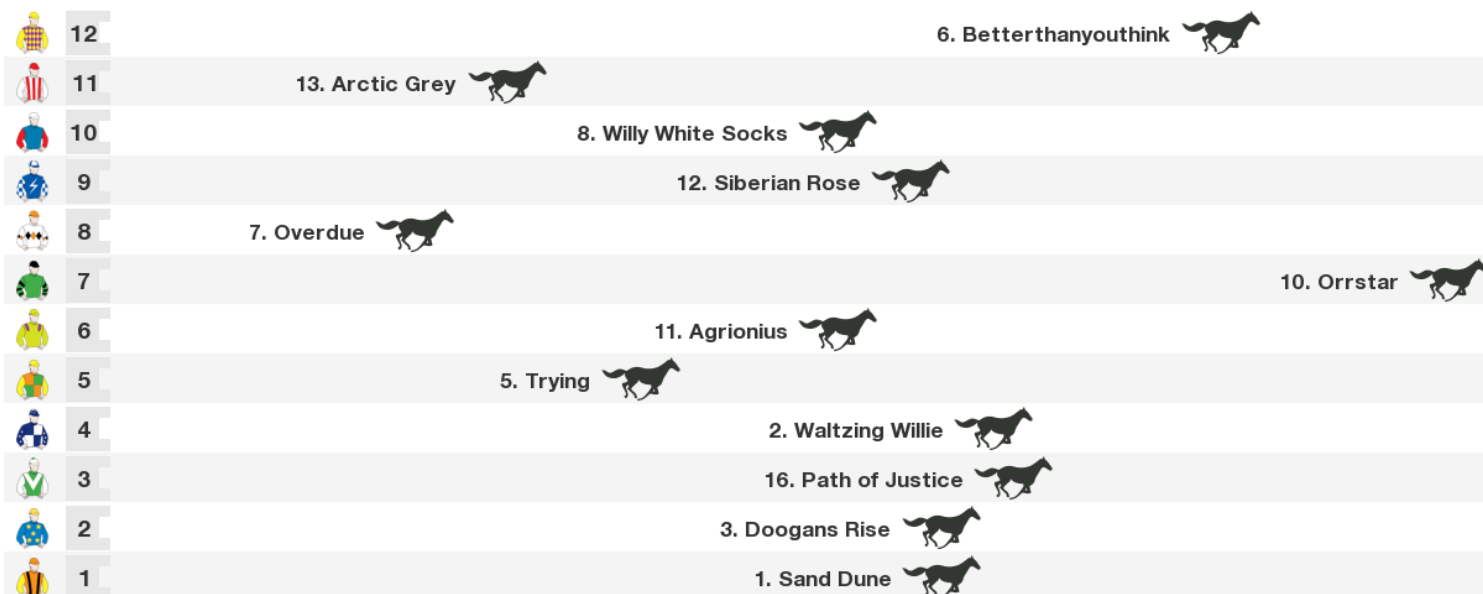 12 6. Betterthanyouthink
11 13. Arctic Grey
10 8. Willy White Socks
9 12. Siberian Rose
8 7. Overdue
7 10. Orrstar
6 11. Agrionius
5 5. Trying
4 2. Waltzing Willie
3 16. Path of Justice
2 3. Doogans Rise
1 1. Sand Dune